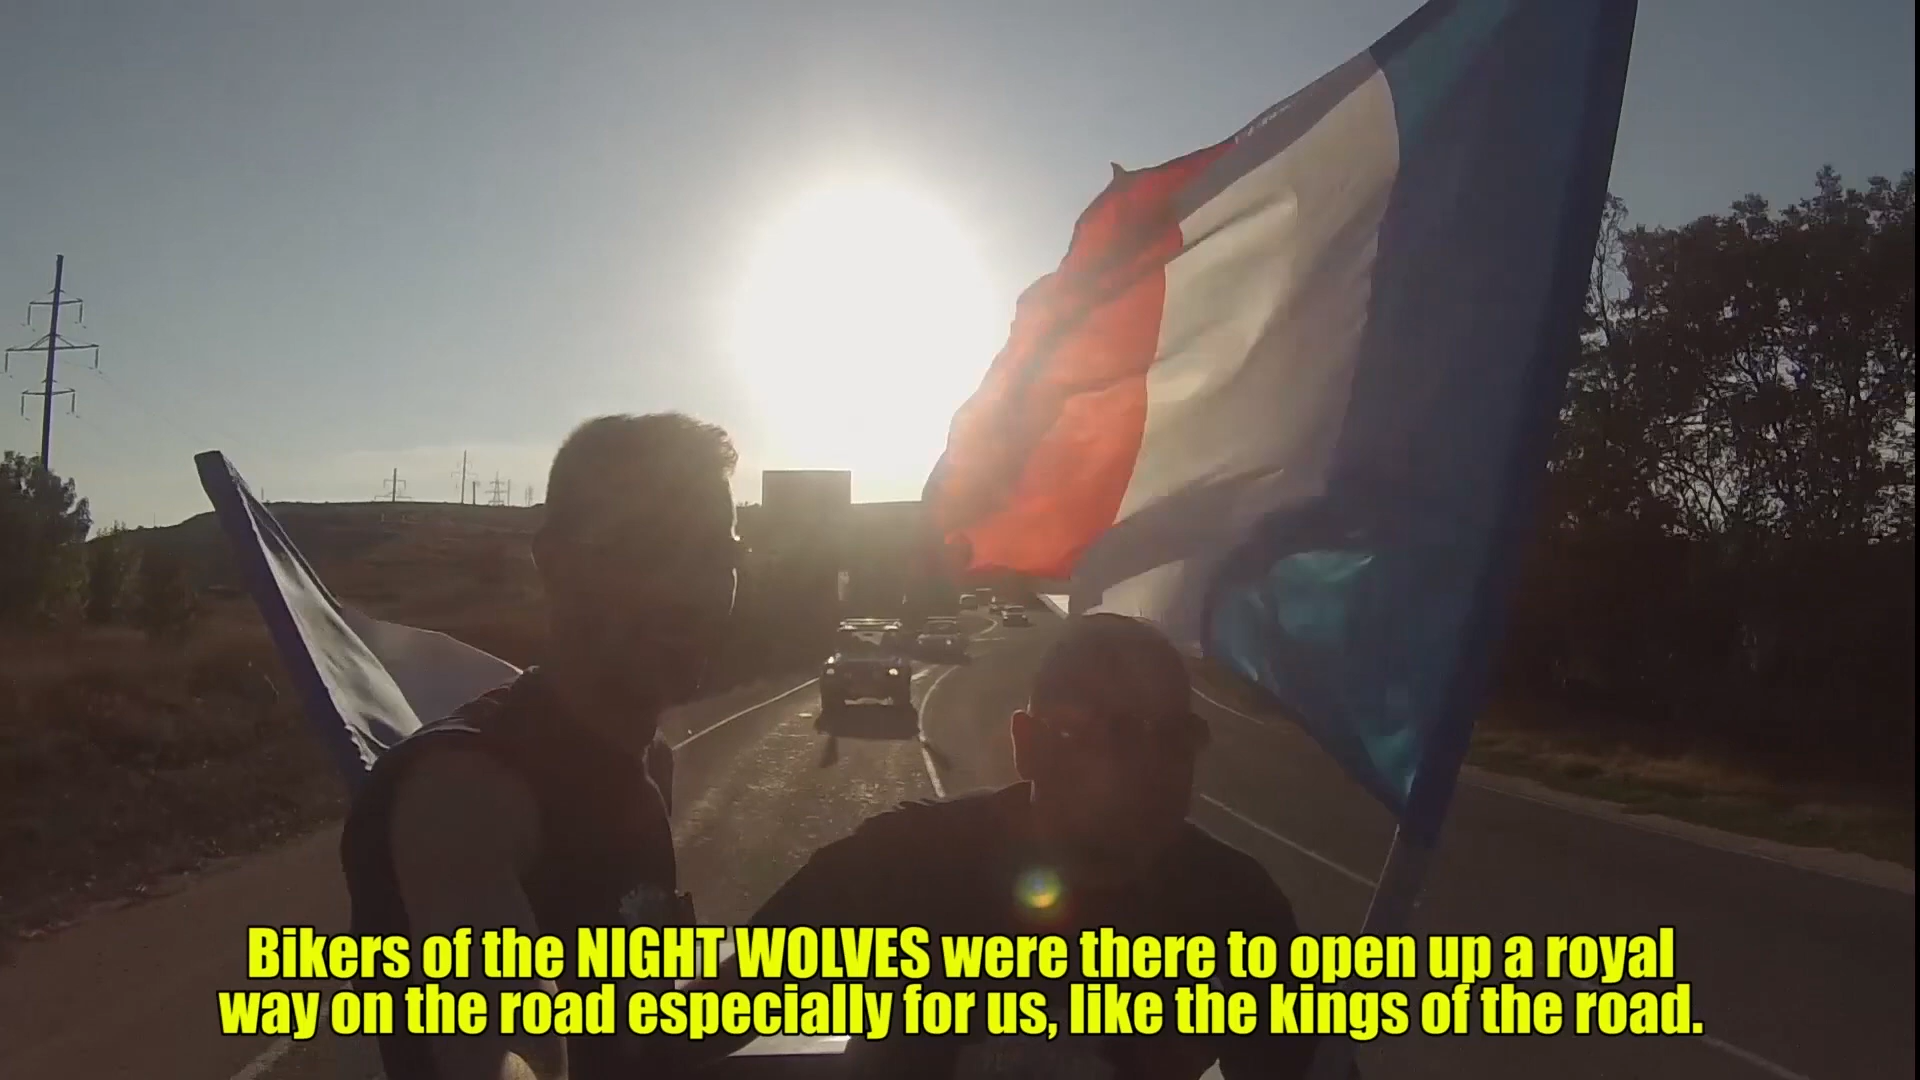 Bikers of the NIGHT WOLVES were there to open up a royal
way on the road especially for us, like the kings of the road.